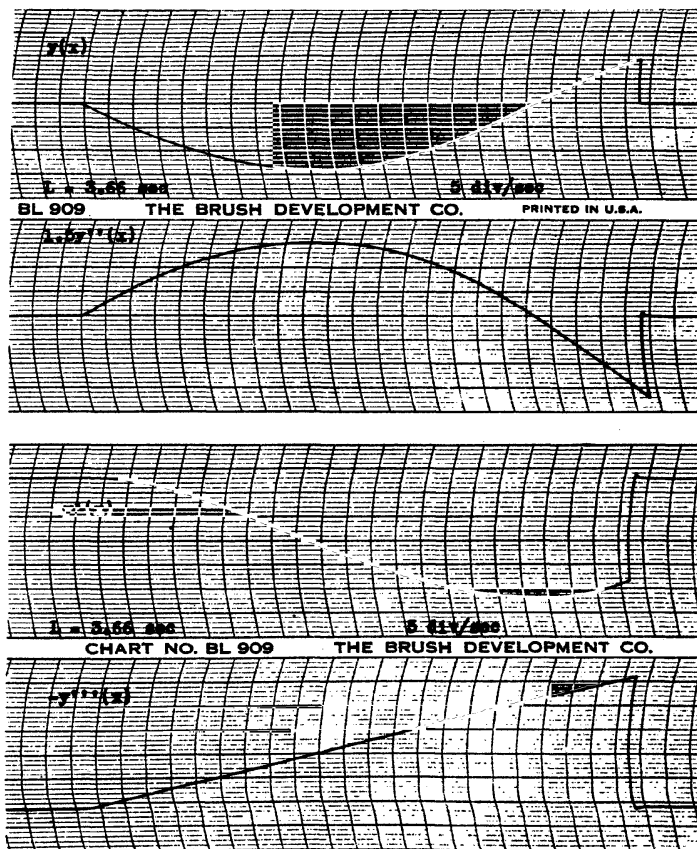 y(x)
L = 3.66 sec 5 div/sec
BL 909 THE BRUSH DEVELOPMENT CO. PRINTED IN U.S.A.
1.5y''(x)
L = 3.66 sec 5 div/sec
CHART NO. BL 909 THE BRUSH DEVELOPMENT CO.
-y'''(x)